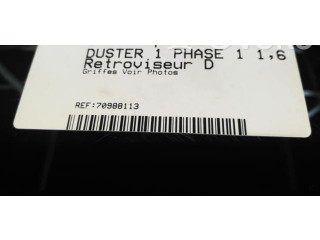 DUSTER 1 PHASE 1 1,6
Retroviseur D
Griffes Voir Photos
REF:70988113